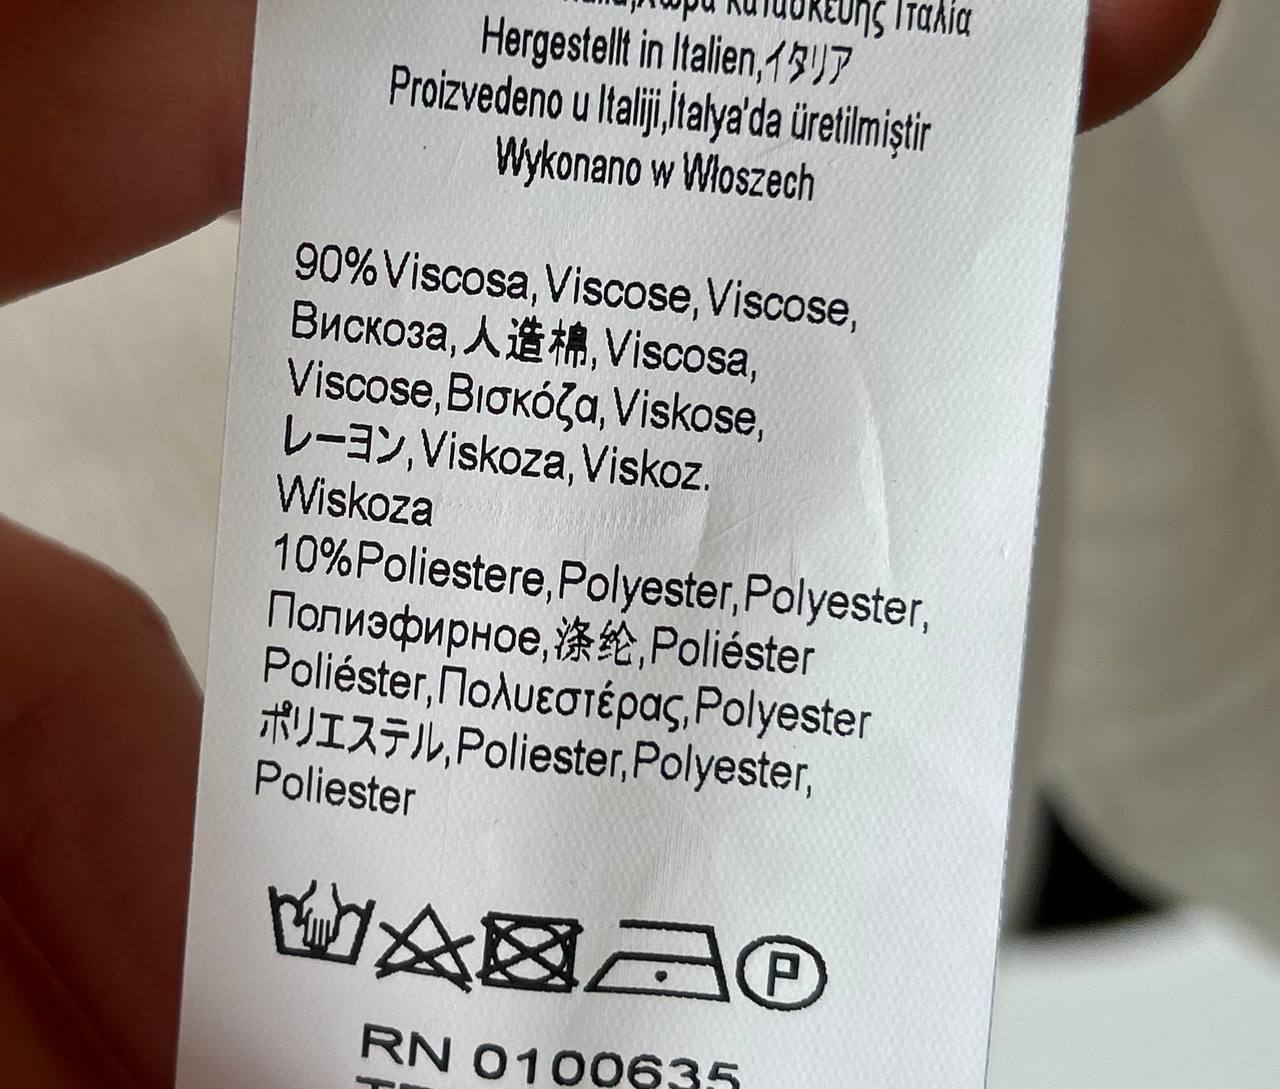 κατασκευής Ιταλία
Hergestellt in Italien,イタリア
Proizvedeno u Italiji,İtalya'da üretilmiştir
Wykonano w Włoszech
90%Viscosa,Viscose,Viscose,
Вискоза,人造棉,Viscosa,
Viscose,Βισκόζα,Viskose,
レーヨン,Viskoza,Viskoz.
Wiskoza
10%Poliestere,Polyester,Polyester,
Полиэфирное,涤纶,Poliéster
Poliéster,Πολυεστέρας,Polyester
ポリエステル,Poliester,Polyester,
Poliester
P
RN 0100635